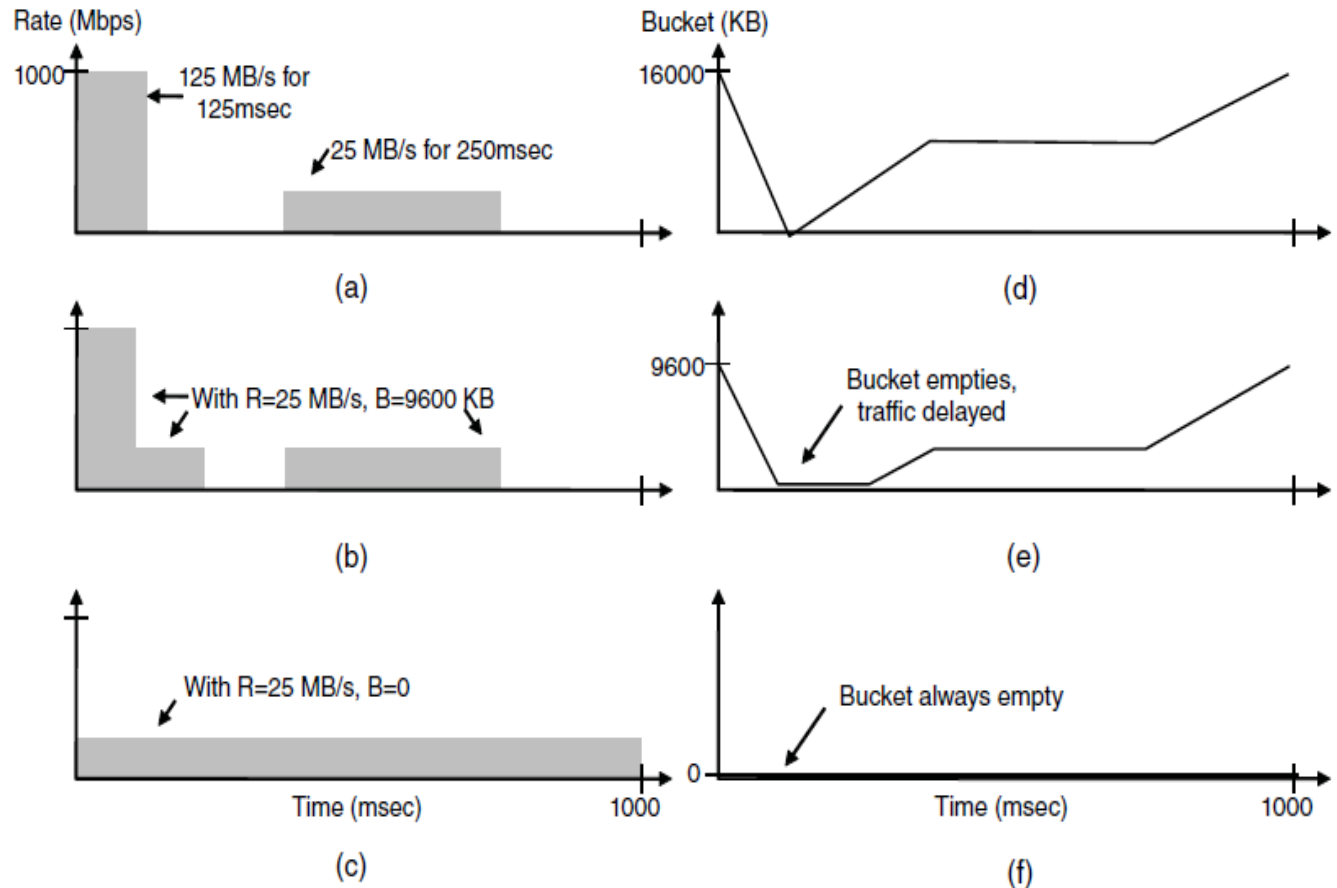 Rate (Mbps)
1000
125 MB/s for
125msec
25 MB/s for 250msec
(a)
Bucket (KB)
16000
1000
(d)
With R=25 MB/s, B=9600 KB
(b)
9600
Bucket empties,
traffic delayed
(e)
With R=25 MB/s, B=0
Time (msec)
1000
(c)
Bucket always empty
0
Time (msec)
1000
(f)